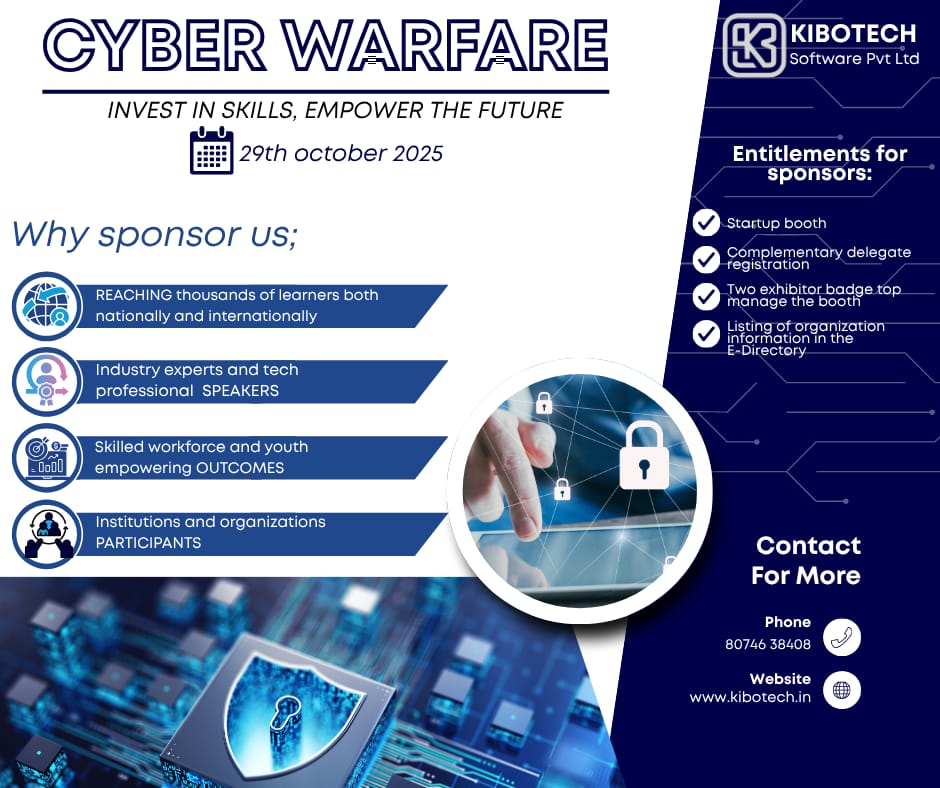 CYBER WARFARE
INVEST IN SKILLS, EMPOWER THE FUTURE
29th october 2025
Why sponsor us;
REACHING thousands of learners both
nationally and internationally
Industry experts and tech
professional SPEAKERS
Skilled workforce and youth
empowering OUTCOMES
Institutions and organizations
PARTICIPANTS
KIBOTECH
Software Pvt Ltd
Entitlements for
sponsors:
Startup booth
Complementary delegate
registration
Two exhibitor badge top
manage the booth
Listing of organization
information in the
E-Directory
Contact
For More
Phone
80746 38408
Website
www.kibotech.in